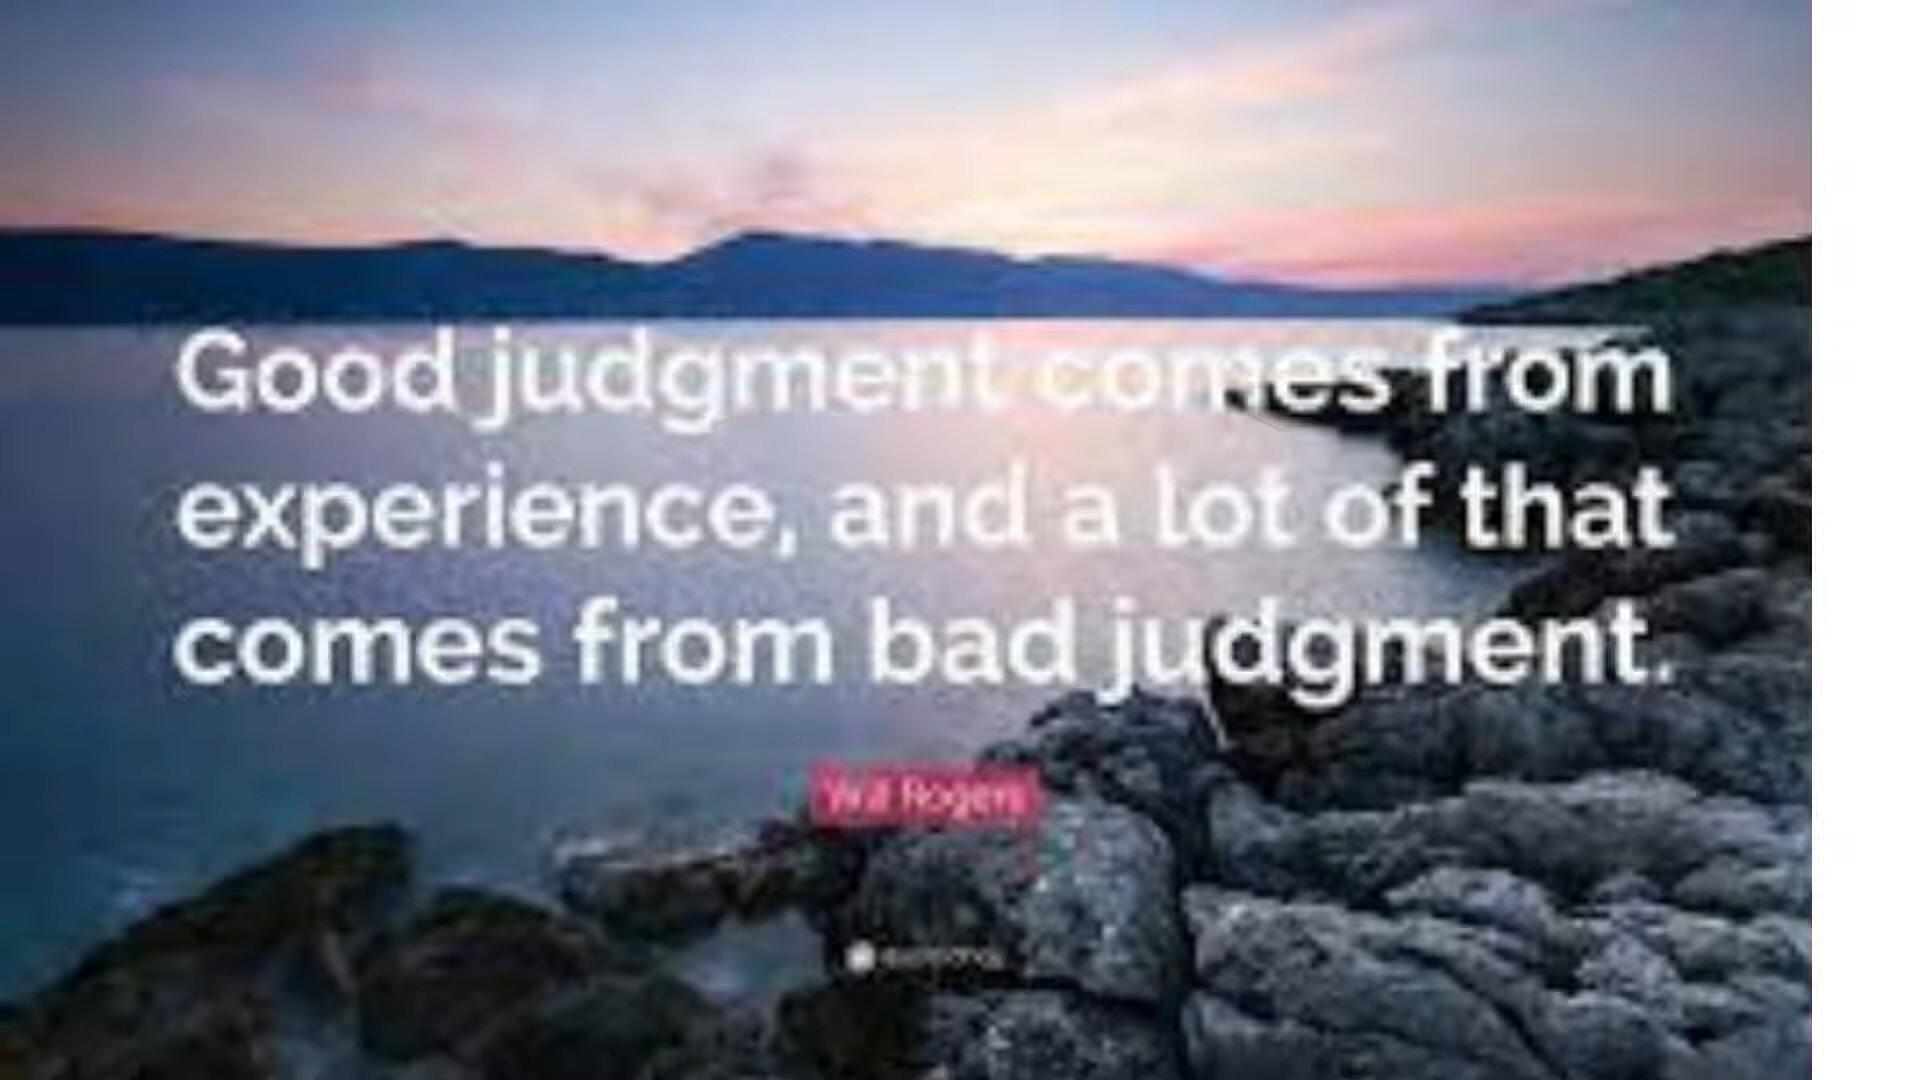 Good judgment comes from
experience, and a lot of that
comes from bad judgment.
Will Rogers